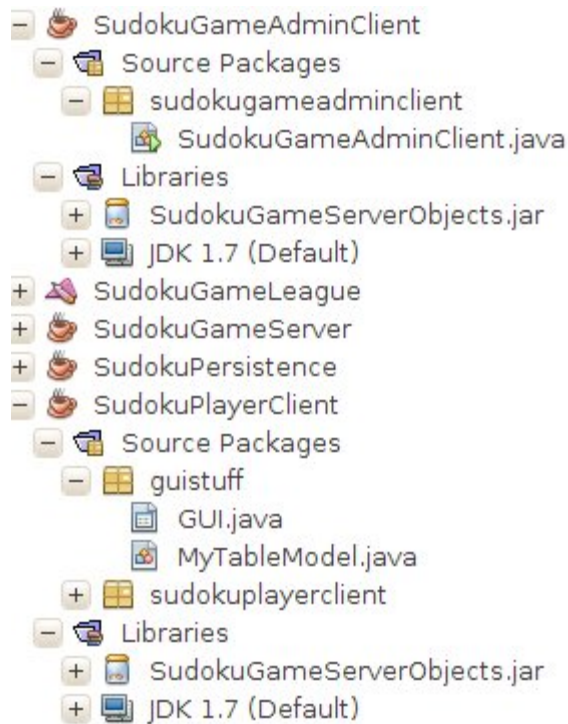 SudokuGameAdminClient
Source Packages
sudokugameadminclient
SudokuGameAdminClient.java
Libraries
SudokuGameServerObjects.jar
JDK 1.7 (Default)
SudokuGameLeague
SudokuGameServer
SudokuPersistence
SudokuPlayerClient
Source Packages
guistuff
GUI.java
MyTableModel.java
sudokuplayerclient
Libraries
SudokuGameServerObjects.jar
JDK 1.7 (Default)